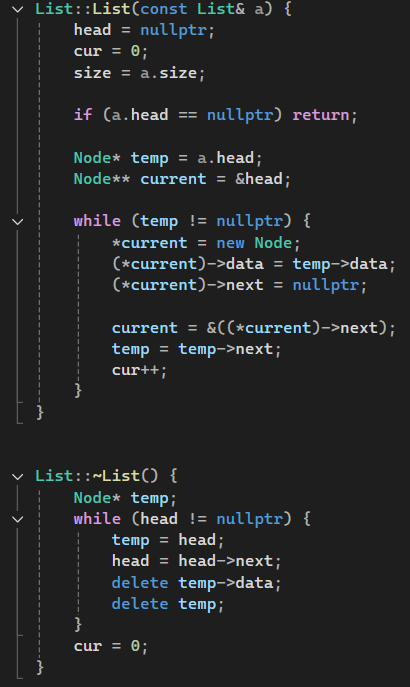 List::List(const List& a) {
    head = nullptr;
    cur = 0;
    size = a.size;

    if (a.head == nullptr) return;

    Node* temp = a.head;
    Node** current = &head;

    while (temp != nullptr) {
        *current = new Node;
        (*current)->data = temp->data;
        (*current)->next = nullptr;

        current = &((*current)->next);
        temp = temp->next;
        cur++;
    }
}

List::~List() {
    Node* temp;
    while (head != nullptr) {
        temp = head;
        head = head->next;
        delete temp->data;
        delete temp;
    }
    cur = 0;
}